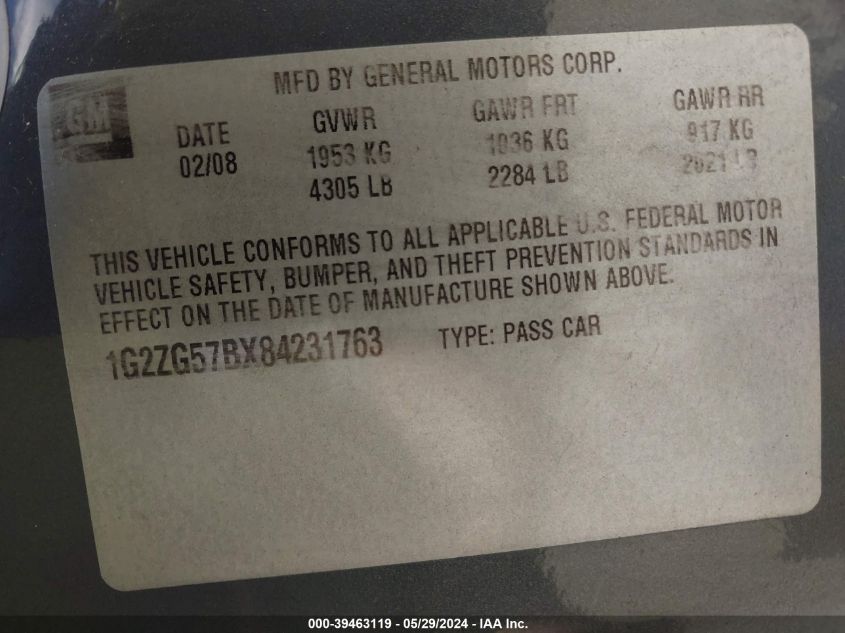 MFD BY GENERAL MOTORS CORP.
GM
DATE GVWR GAWR FRT GAWR RR
02/08 1953 KG 1036 KG 917 KG
4305 LB 2284 LB 2021 LB
THIS VEHICLE CONFORMS TO ALL APPLICABLE U.S. FEDERAL MOTOR
VEHICLE SAFETY, BUMPER, AND THEFT PREVENTION STANDARDS IN
EFFECT ON THE DATE OF MANUFACTURE SHOWN ABOVE.
1G2ZG57BX84231763 TYPE: PASS CAR
000-39463119 - 05/29/2024 - IAA Inc.